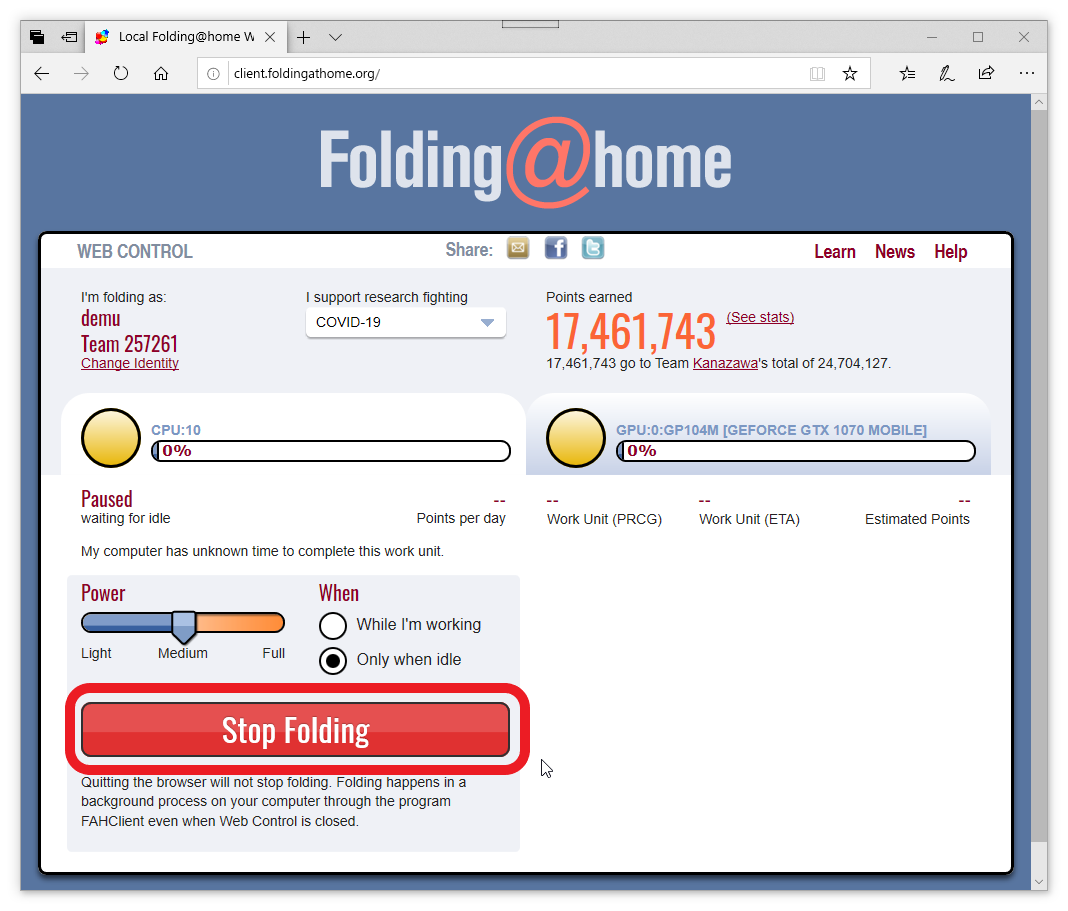 Local Folding@home W
client.foldingathome.org/
Folding@home
WEB CONTROL
Share:
Learn News Help
I'm folding as:
demu
Team 257261
Change Identity
I support research fighting
COVID-19
Points earned
17,461,743 (See stats)
17,461,743 go to Team Kanazawa's total of 24,704,127.
CPU:10
0%
GPU:0:GP104M [GEFORCE GTX 1070 MOBILE]
0%
Paused --
waiting for idle Points per day
-- -- --
Work Unit (PRCG) Work Unit (ETA) Estimated Points
My computer has unknown time to complete this work unit.
Power
Light Medium Full
When
While I'm working
Only when idle
Stop Folding
Quitting the browser will not stop folding. Folding happens in a
background process on your computer through the program
FAHClient even when Web Control is closed.